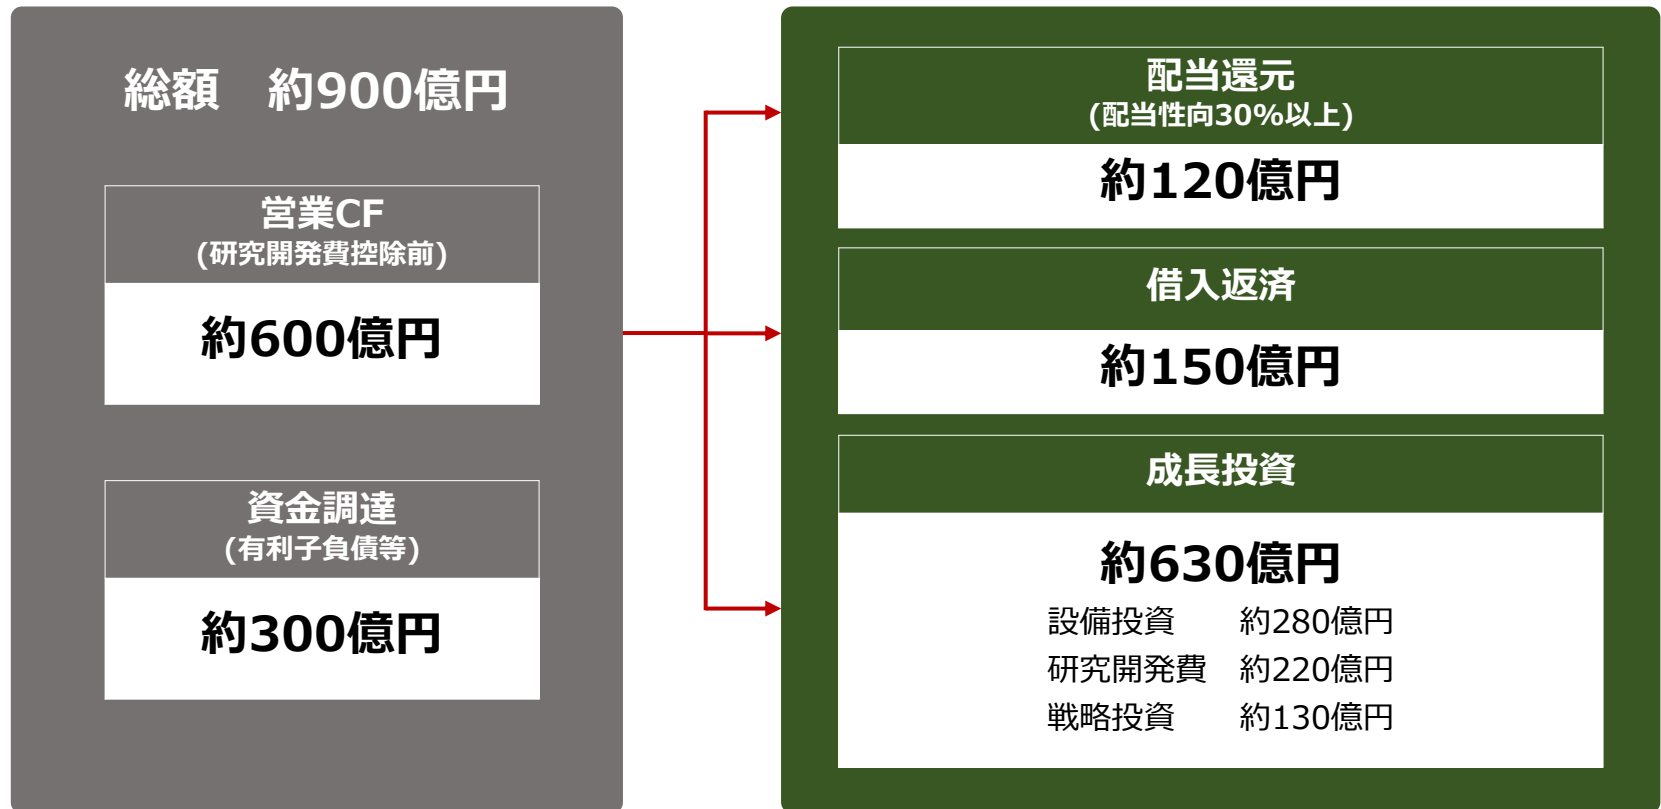 総額　約900億円
営業CF
(研究開発費控除前)
約600億円
資金調達
(有利子負債等)
約300億円
配当還元
(配当性向30%以上)
約120億円
借入返済
約150億円
成長投資
約630億円
設備投資　　約280億円
研究開発費　約220億円
戦略投資　　約130億円